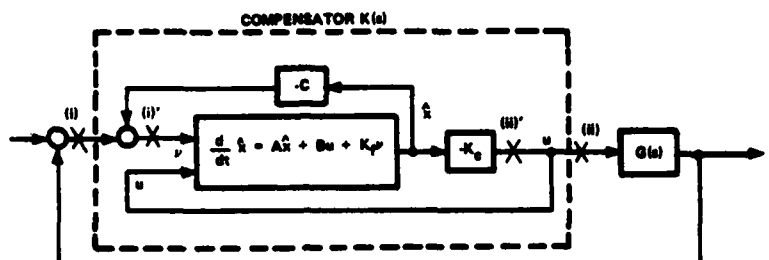 COMPENSATOR K(s)
-C
(i)
(i)'
x̂
(ii)'
u
(ii)
ν
d/dt x̂ = Ax̂ + Bu + K_f ν
-K_c
G(s)
u